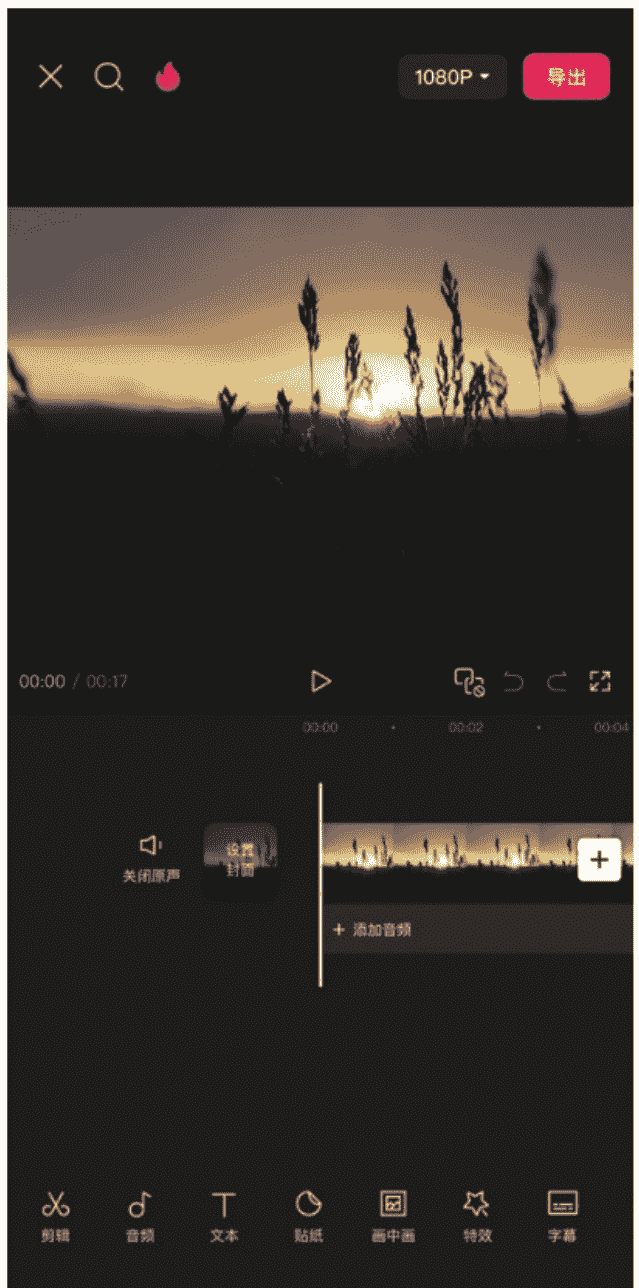 1080P
导出
00:00 / 00:17
00:00
00:02
00:04
设置
封面
关闭原声
+ 添加音频
剪辑
音频
文本
贴纸
画中画
特效
字幕